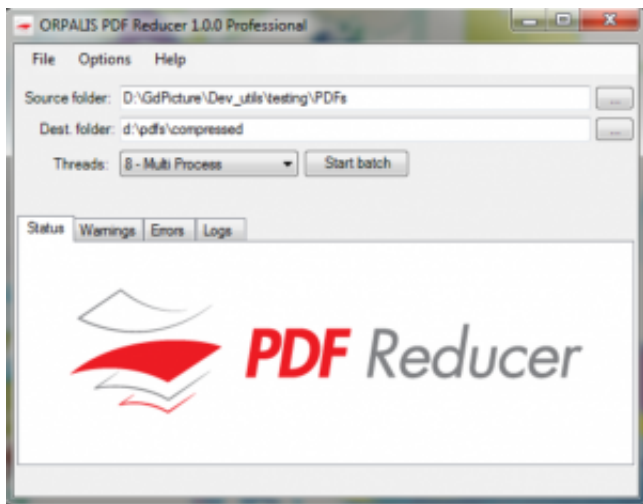 ORPALIS PDF Reducer 1.0.0 Professional
File Options Help
Source folder: D:\GdPicture\Dev_utils\testing\PDFs ...
Dest. folder: d:\pdfs\compressed ...
Threads: 8 - Multi Process Start batch
Status Warnings Errors Logs
PDF Reducer